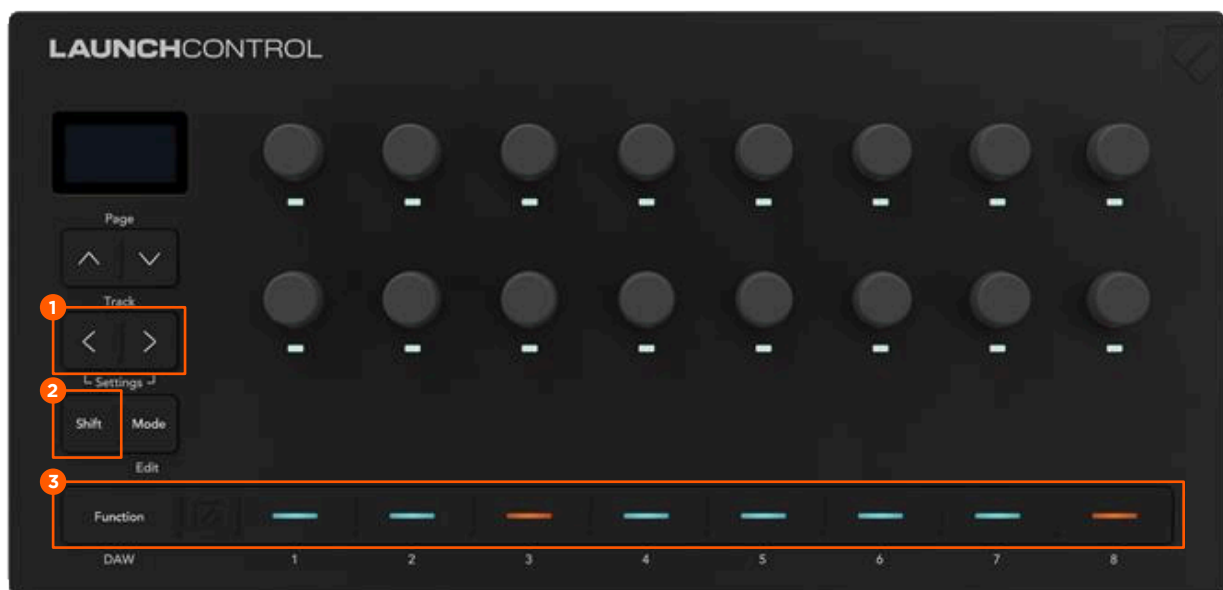 LAUNCHCONTROL
Page
1
Track
Settings
2
Shift Mode
Edit
3
Function
DAW 1 2 3 4 5 6 7 8